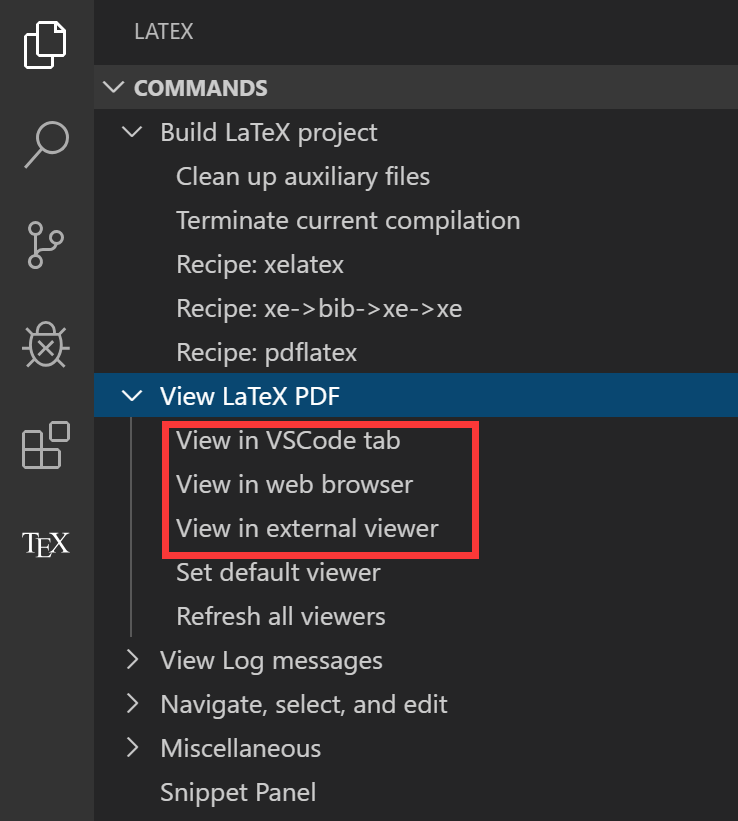 LATEX
COMMANDS
Build LaTeX project
Clean up auxiliary files
Terminate current compilation
Recipe: xelatex
Recipe: xe->bib->xe->xe
Recipe: pdflatex
View LaTeX PDF
View in VSCode tab
View in web browser
View in external viewer
TEX
Set default viewer
Refresh all viewers
View Log messages
Navigate, select, and edit
Miscellaneous
Snippet Panel